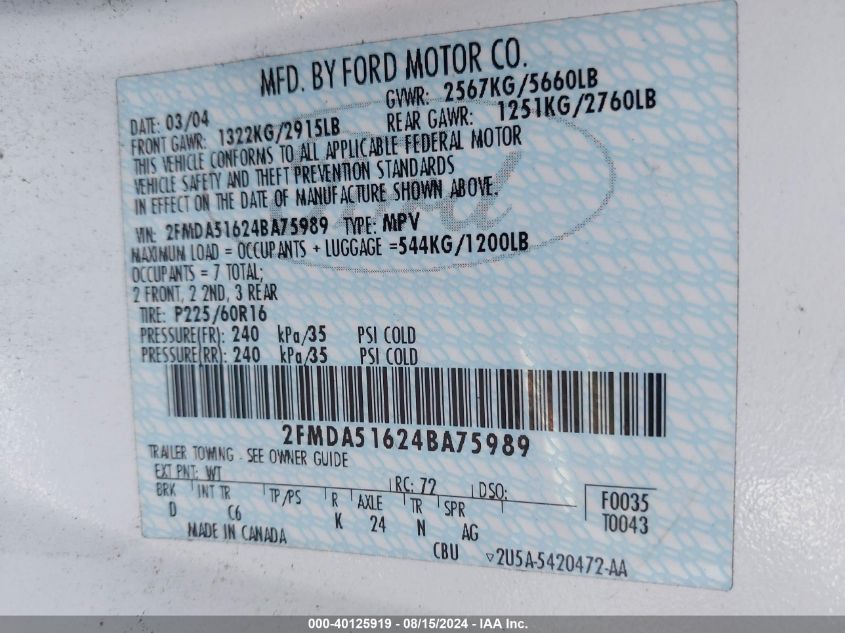 MFD. BY FORD MOTOR CO.
DATE: 03/04 GVWR: 2567KG/5660LB
FRONT GAWR: 1322KG/2915LB REAR GAWR: 1251KG/2760LB
THIS VEHICLE CONFORMS TO ALL APPLICABLE FEDERAL MOTOR
VEHICLE SAFETY AND THEFT PREVENTION STANDARDS
IN EFFECT ON THE DATE OF MANUFACTURE SHOWN ABOVE.
VIN: 2FMDA51624BA75989 TYPE: MPV
MAXIMUM LOAD = OCCUPANTS + LUGGAGE =544KG/1200LB
OCCUPANTS = 7 TOTAL;
2 FRONT, 2 2ND, 3 REAR
TIRE: P225/60R16
PRESSURE(FR): 240 kPa/35 PSI COLD
PRESSURE(RR): 240 kPa/35 PSI COLD
2FMDA51624BA75989
TRAILER TOWING - SEE OWNER GUIDE
EXT PNT: WT RC: 72 DSO:
BRK INT TR TP/PS R AXLE TR SPR F0035
D C6 K 24 N AG T0043
MADE IN CANADA CBU ▽2U5A-5420472-AA
000-40125919 - 08/15/2024 - IAA Inc.